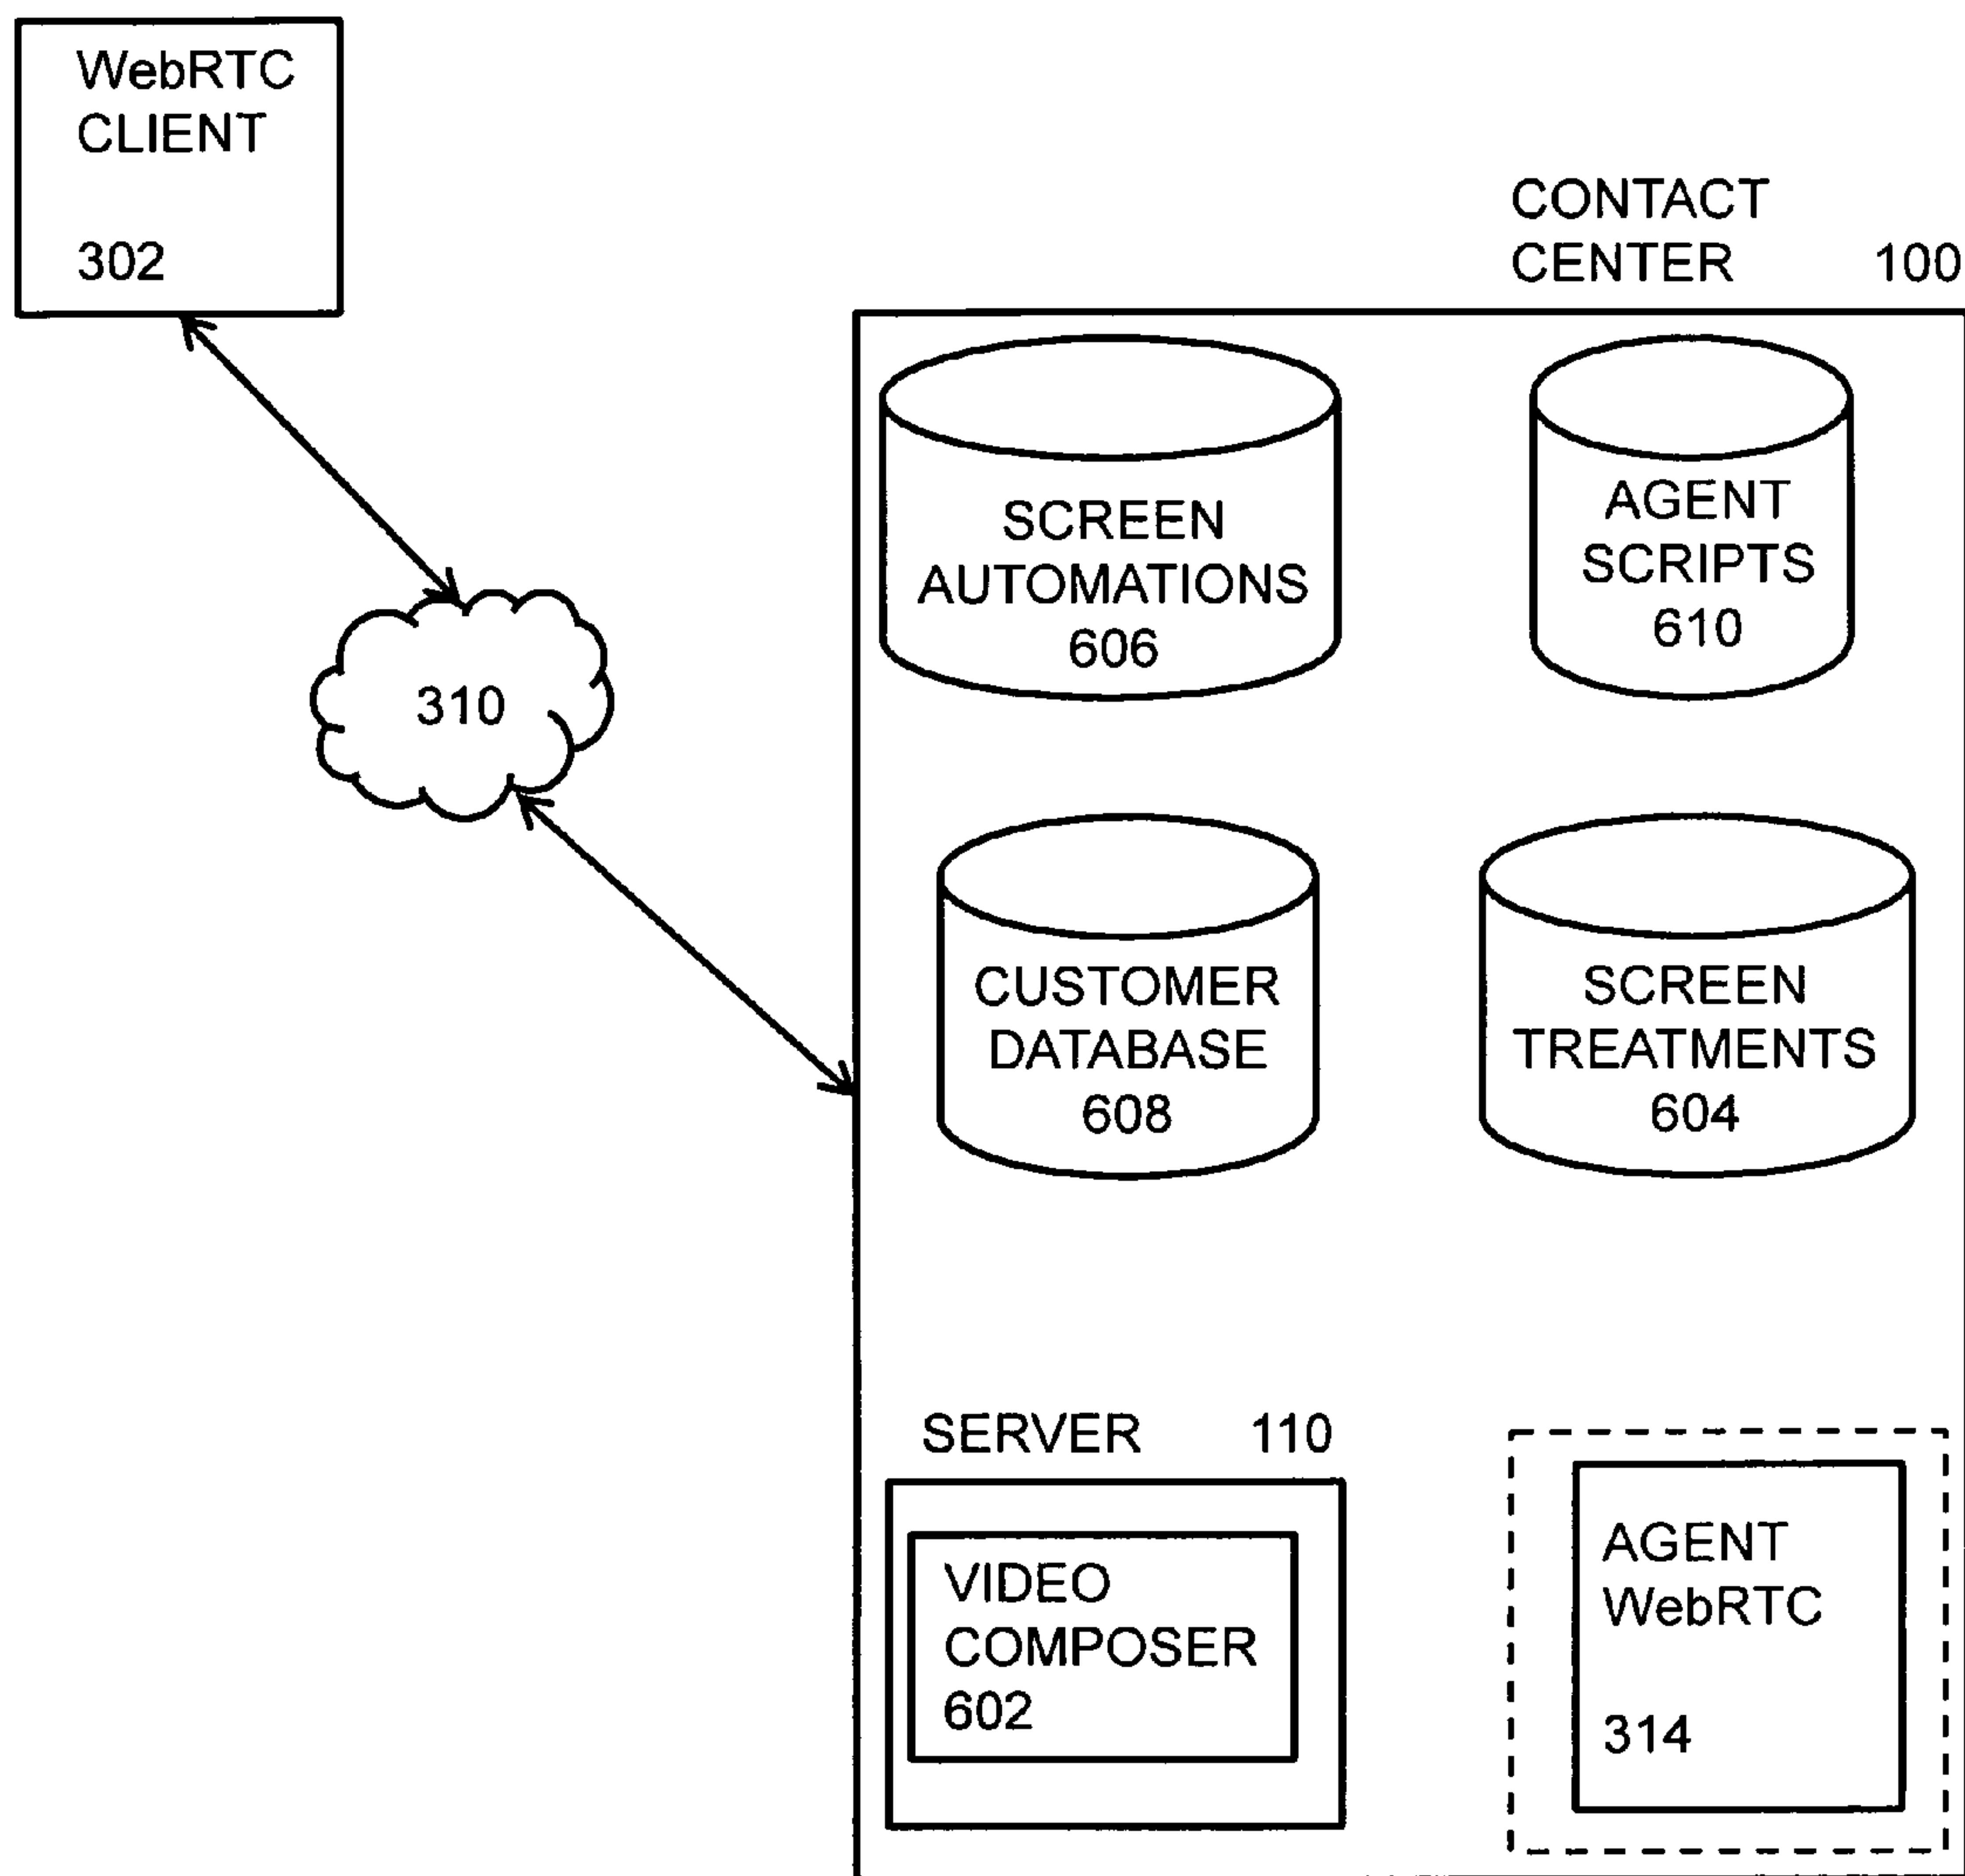 WebRTC
CLIENT
302
CONTACT
CENTER 100
SCREEN
AUTOMATIONS
606
AGENT
SCRIPTS
610
310
CUSTOMER
DATABASE
608
SCREEN
TREATMENTS
604
SERVER 110
VIDEO
COMPOSER
602
AGENT
WebRTC
314